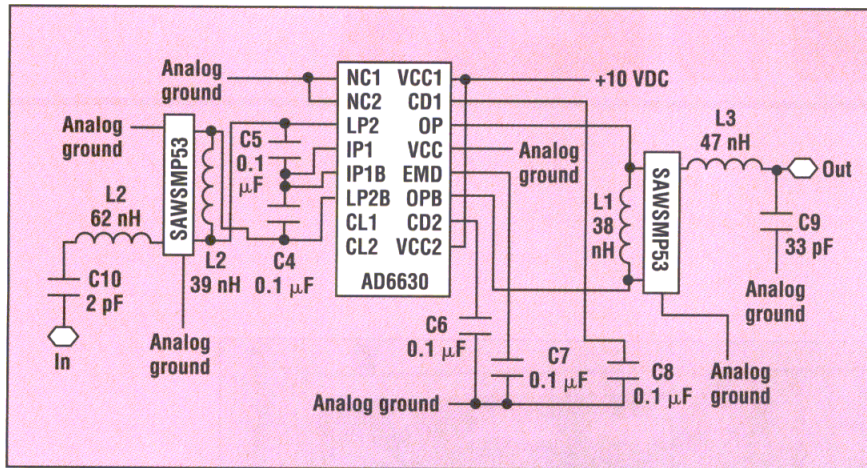 Analog
ground
Analog
ground
SAWSMP53
L2
62 nH
C10
2 pF
In
Analog
ground
L2
39 nH
C5
0.1
µF
C4
0.1 µF
NC1
NC2
LP2
IP1
IP1B
LP2B
CL1
CL2
VCC1
CD1
OP
VCC
EMD
OPB
CD2
VCC2
AD6630
+10 VDC
Analog
ground
L1
38
nH
SAWSMP53
L3
47 nH
Out
C9
33 pF
Analog
ground
Analog
ground
C6
0.1 µF
C7
0.1 µF
C8
0.1 µF
Analog ground